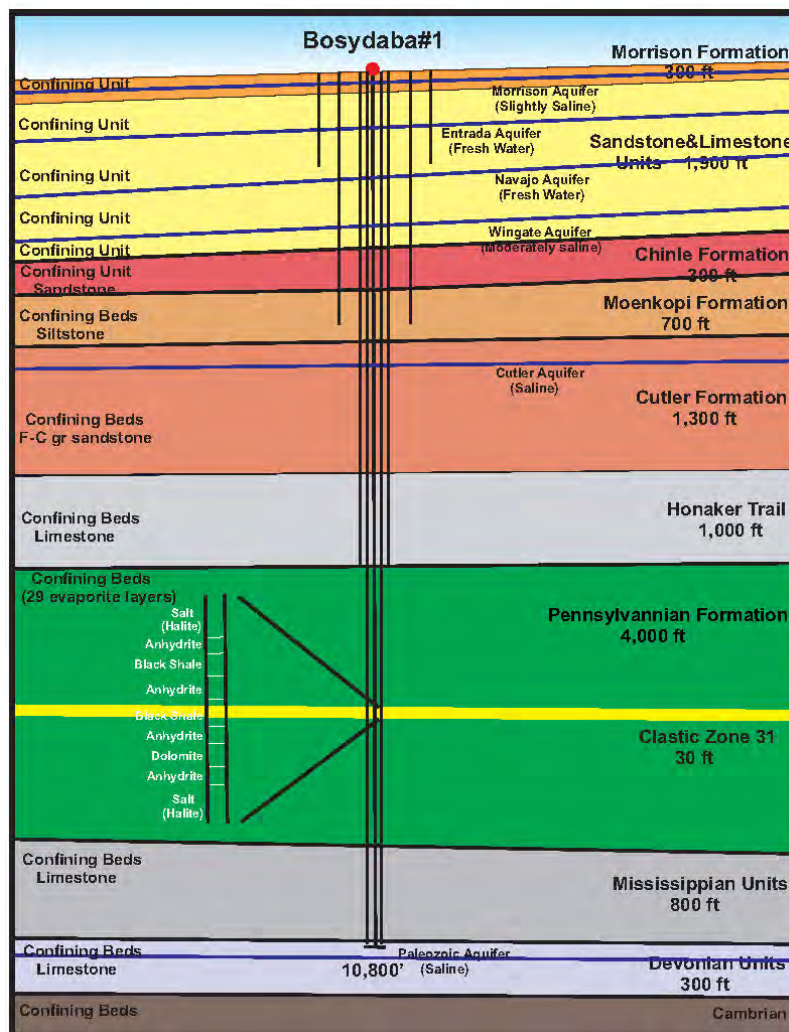 Bosydaba#1
Morrison Formation
300 ft
Confining Unit
Morrison Aquifer
(Slightly Saline)
Confining Unit
Entrada Aquifer
(Fresh Water)
Sandstone&Limestone
Units 1,900 ft
Confining Unit
Navajo Aquifer
(Fresh Water)
Confining Unit
Wingate Aquifer
(Moderately saline)
Confining Unit
Chinle Formation
300 ft
Confining Unit
Sandstone
Moenkopi Formation
700 ft
Confining Beds
Siltstone
Cutler Aquifer
(Saline)
Cutler Formation
1,300 ft
Confining Beds
F-C gr sandstone
Honaker Trail
1,000 ft
Confining Beds
Limestone
Confining Beds
(29 evaporite layers)
Pennsylvannian Formation
4,000 ft
Salt
(Halite)
Anhydrite
Black Shale
Anhydrite
Black Shale
Anhydrite
Dolomite
Anhydrite
Salt
(Halite)
Clastic Zone 31
30 ft
Confining Beds
Limestone
Mississippian Units
800 ft
Confining Beds
Limestone
10,800'
Paleozoic Aquifer
(Saline)
Devonian Units
300 ft
Confining Beds
Cambrian